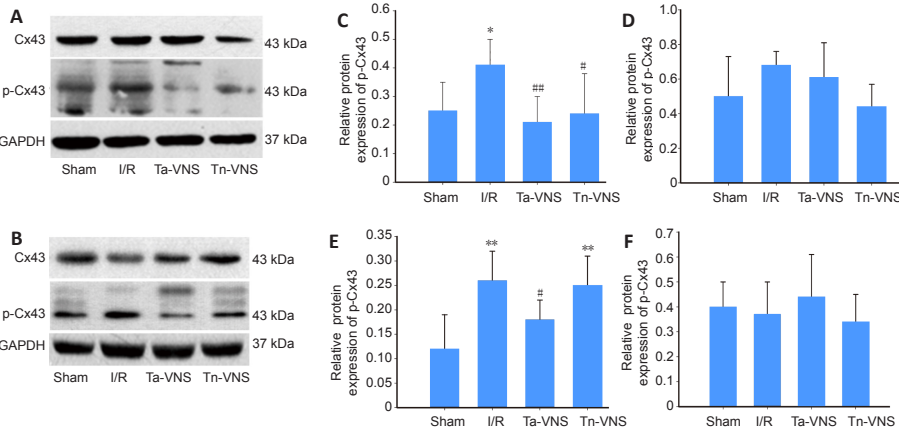 A
Cx43
43 kDa
p-Cx43
43 kDa
GAPDH
37 kDa
Sham I/R Ta-VNS Tn-VNS
B
Cx43
43 kDa
p-Cx43
43 kDa
GAPDH
37 kDa
Sham I/R Ta-VNS Tn-VNS
C
Relative protein
expression of p-Cx43
0.6
0.4
0.2
0
*
##
#
Sham I/R Ta-VNS Tn-VNS
D
Relative protein
expression of p-Cx43
1.0
0.8
0.6
0.4
0.2
0
Sham I/R Ta-VNS Tn-VNS
E
Relative protein
expression of p-Cx43
0.35
0.30
0.25
0.20
0.15
0.10
0.05
0
**
#
**
Sham I/R Ta-VNS Tn-VNS
F
Relative protein
expression of p-Cx43
0.7
0.6
0.5
0.4
0.3
0.2
0.1
0
Sham I/R Ta-VNS Tn-VNS